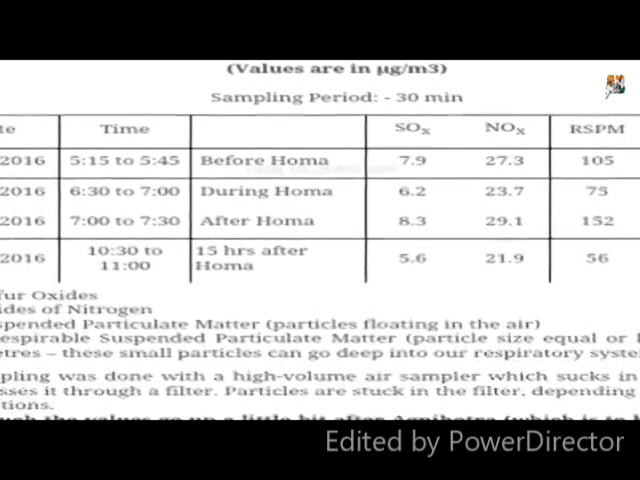 (Values are in µg/m3)
Sampling Period: - 30 min
te Time SOx NOx RSPM
2016 5:15 to 5:45 Before Homa 7.9 27.3 105
2016 6:30 to 7:00 During Homa 6.2 23.7 75
2016 7:00 to 7:30 After Homa 8.3 29.1 152
2016 10:30 to 11:00 15 hrs after Homa 5.6 21.9 56
fur Oxides
ides of Nitrogen
spended Particulate Matter (particles floating in the air)
espirable Suspended Particulate Matter (particle size equal or
etres – these small particles can go deep into our respiratory syste
pling was done with a high-volume air sampler which sucks in
sses it through a filter. Particles are stuck in the filter, depending
tions.
Edited by PowerDirector